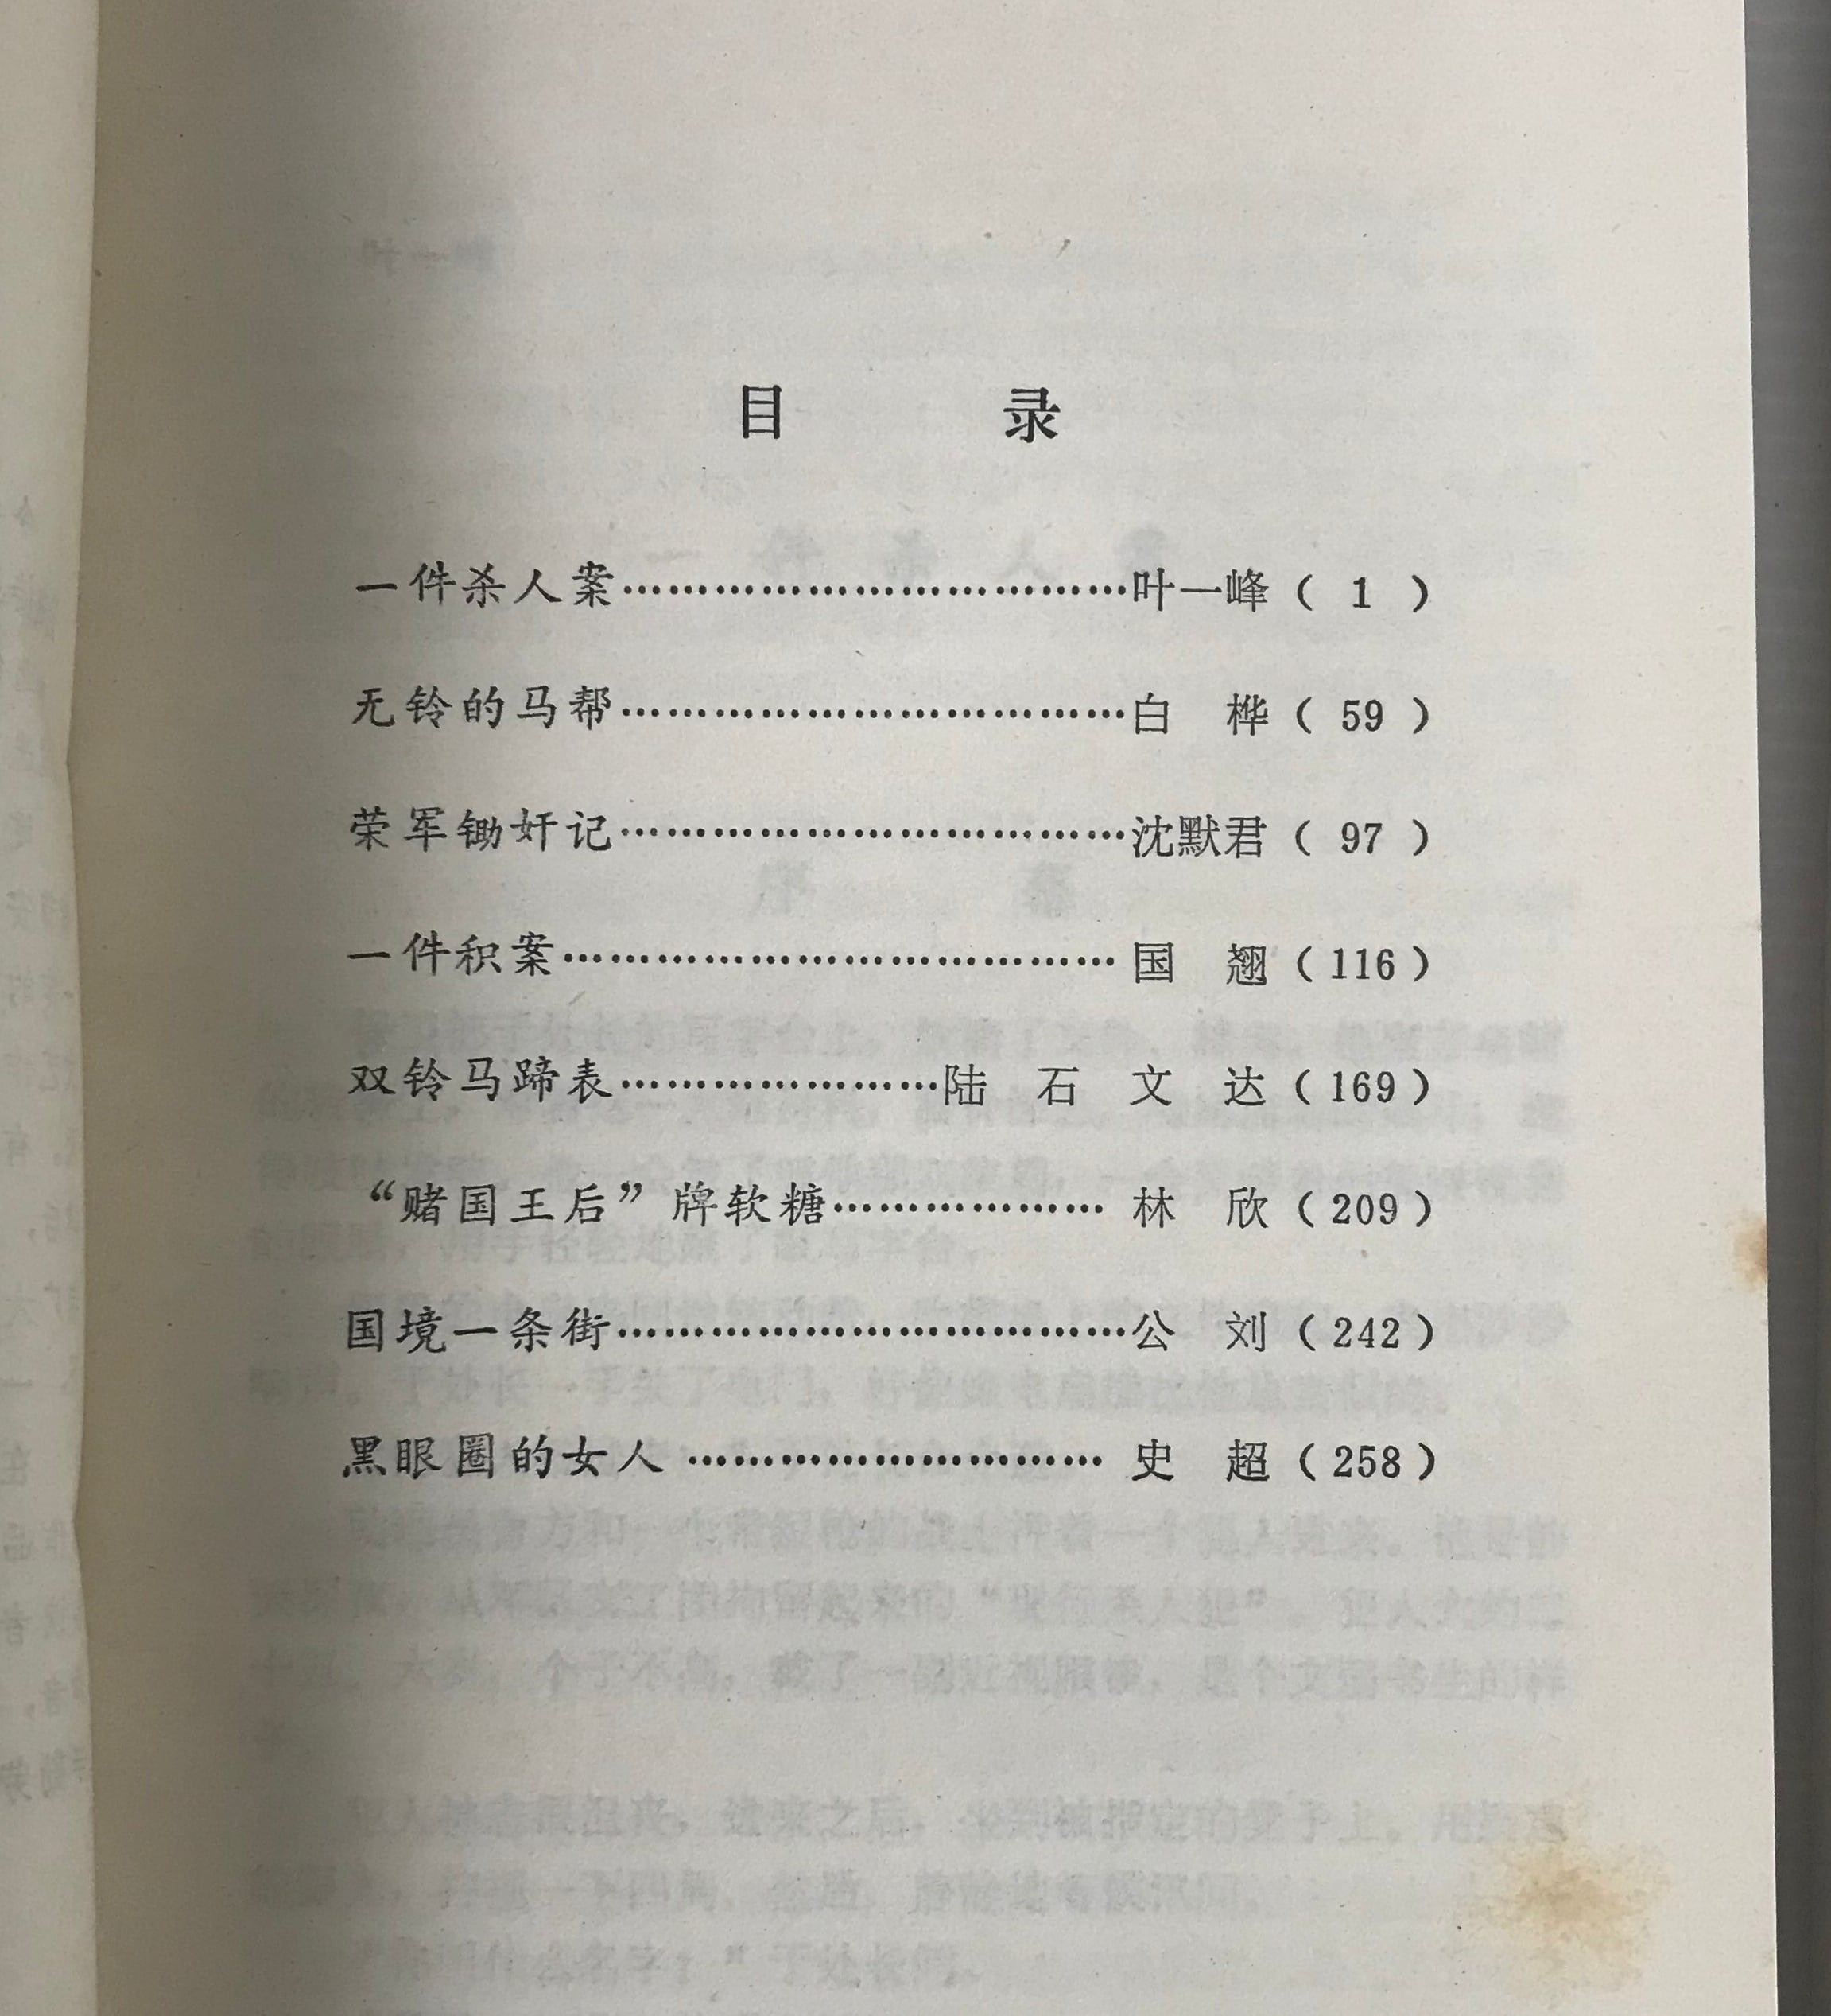 目 录
一件杀人案……………………………叶一峰（ 1 ）
无铃的马帮……………………………白 桦（ 59 ）
荣军锄奸记……………………………沈默君（ 97 ）
一件积案……………………………… 国 翘（116）
双铃马蹄表…………………陆 石 文 达（169）
“赌国王后”牌软糖……………… 林 欣（209）
国境一条街……………………………公 刘（242）
黑眼圈的女人 ……………………… 史 超（258）